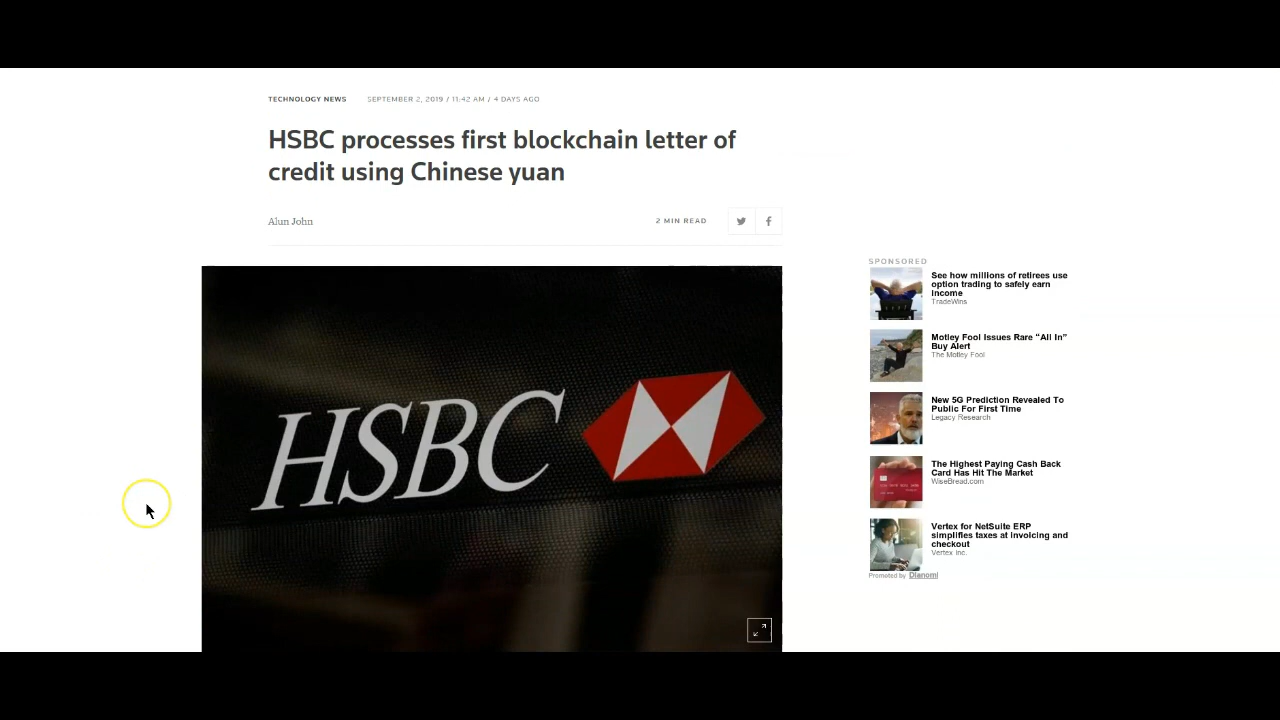 TECHNOLOGY NEWS SEPTEMBER 2, 2019 / 11:42 AM / 4 DAYS AGO
HSBC processes first blockchain letter of
credit using Chinese yuan
Alun John
2 MIN READ
HSBC
SPONSORED
See how millions of retirees use
option trading to safely earn
income
TradeWins
Motley Fool Issues Rare “All In”
Buy Alert
The Motley Fool
New 5G Prediction Revealed To
Public For First Time
Legacy Research
The Highest Paying Cash Back
Card Has Hit The Market
WiseBread.com
Vertex for NetSuite ERP
simplifies taxes at invoicing and
checkout
Vertex Inc.
Promoted by Dianomi